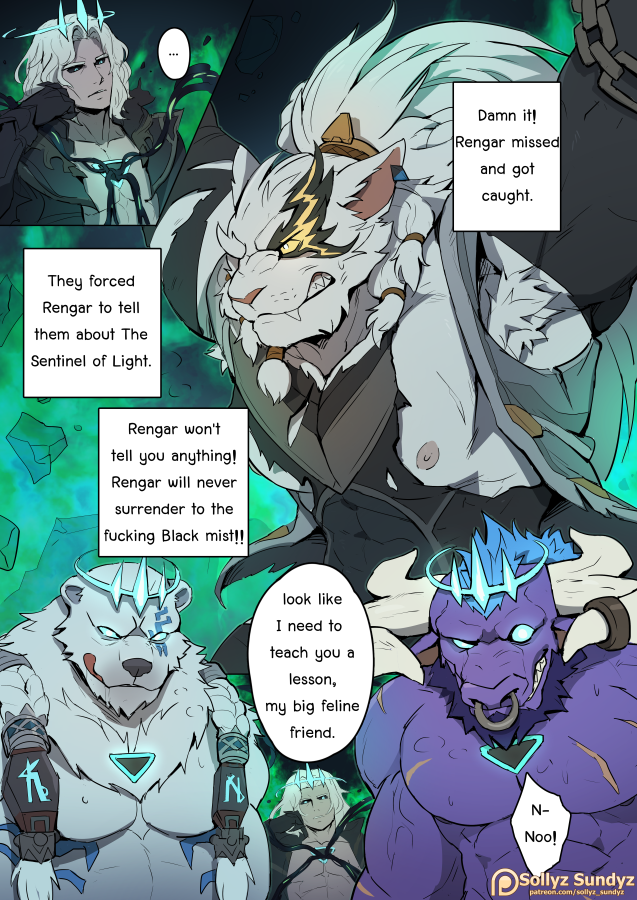 ...
Damn it!
Rengar missed
and got
caught.
They forced
Rengar to tell
them about The
Sentinel of Light.
Rengar won't
tell you anything!
Rengar will never
surrender to the
fucking Black mist!!
look like
I need to
teach you a
lesson,
my big feline
friend.
N-
Noo!
Sollyz Sundyz
patreon.com/sollyz_sundyz